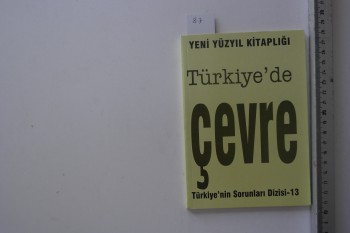 YENİ YÜZYIL KİTAPLIĞI
Türkiye'de
çevre
Türkiye'nin Sorunları Dizisi-13